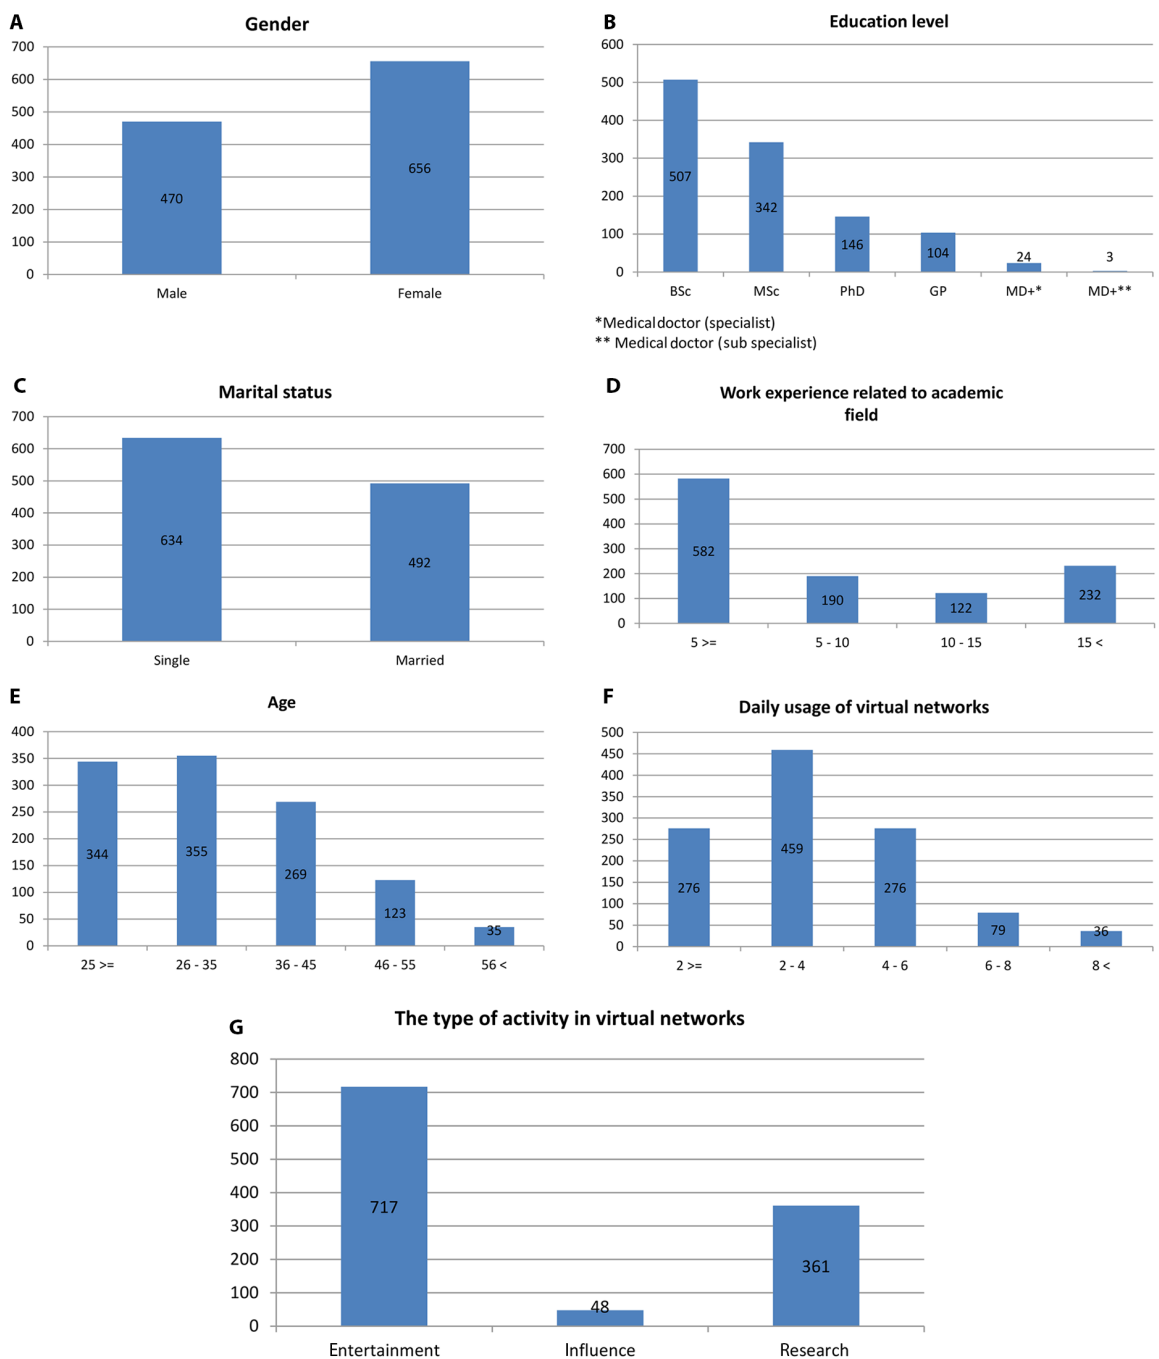 A
Gender
700
600
500
400
300
200
100
0
470
656
Male
Female
B
Education level
600
500
400
300
200
100
0
507
342
146
104
24
3
BSc
MSc
PhD
GP
MD+*
MD+**
*Medical doctor (specialist)
** Medical doctor (sub specialist)
C
Marital status
700
600
500
400
300
200
100
0
634
492
Single
Married
D
Work experience related to academic
field
700
600
500
400
300
200
100
0
582
190
122
232
5 >=
5 - 10
10 - 15
15 <
E
Age
400
350
300
250
200
150
100
50
0
344
355
269
123
35
25 >=
26 - 35
36 - 45
46 - 55
56 <
F
Daily usage of virtual networks
500
450
400
350
300
250
200
150
100
50
0
276
459
276
79
36
2 >=
2 - 4
4 - 6
6 - 8
8 <
G
The type of activity in virtual networks
800
700
600
500
400
300
200
100
0
717
48
361
Entertainment
Influence
Research